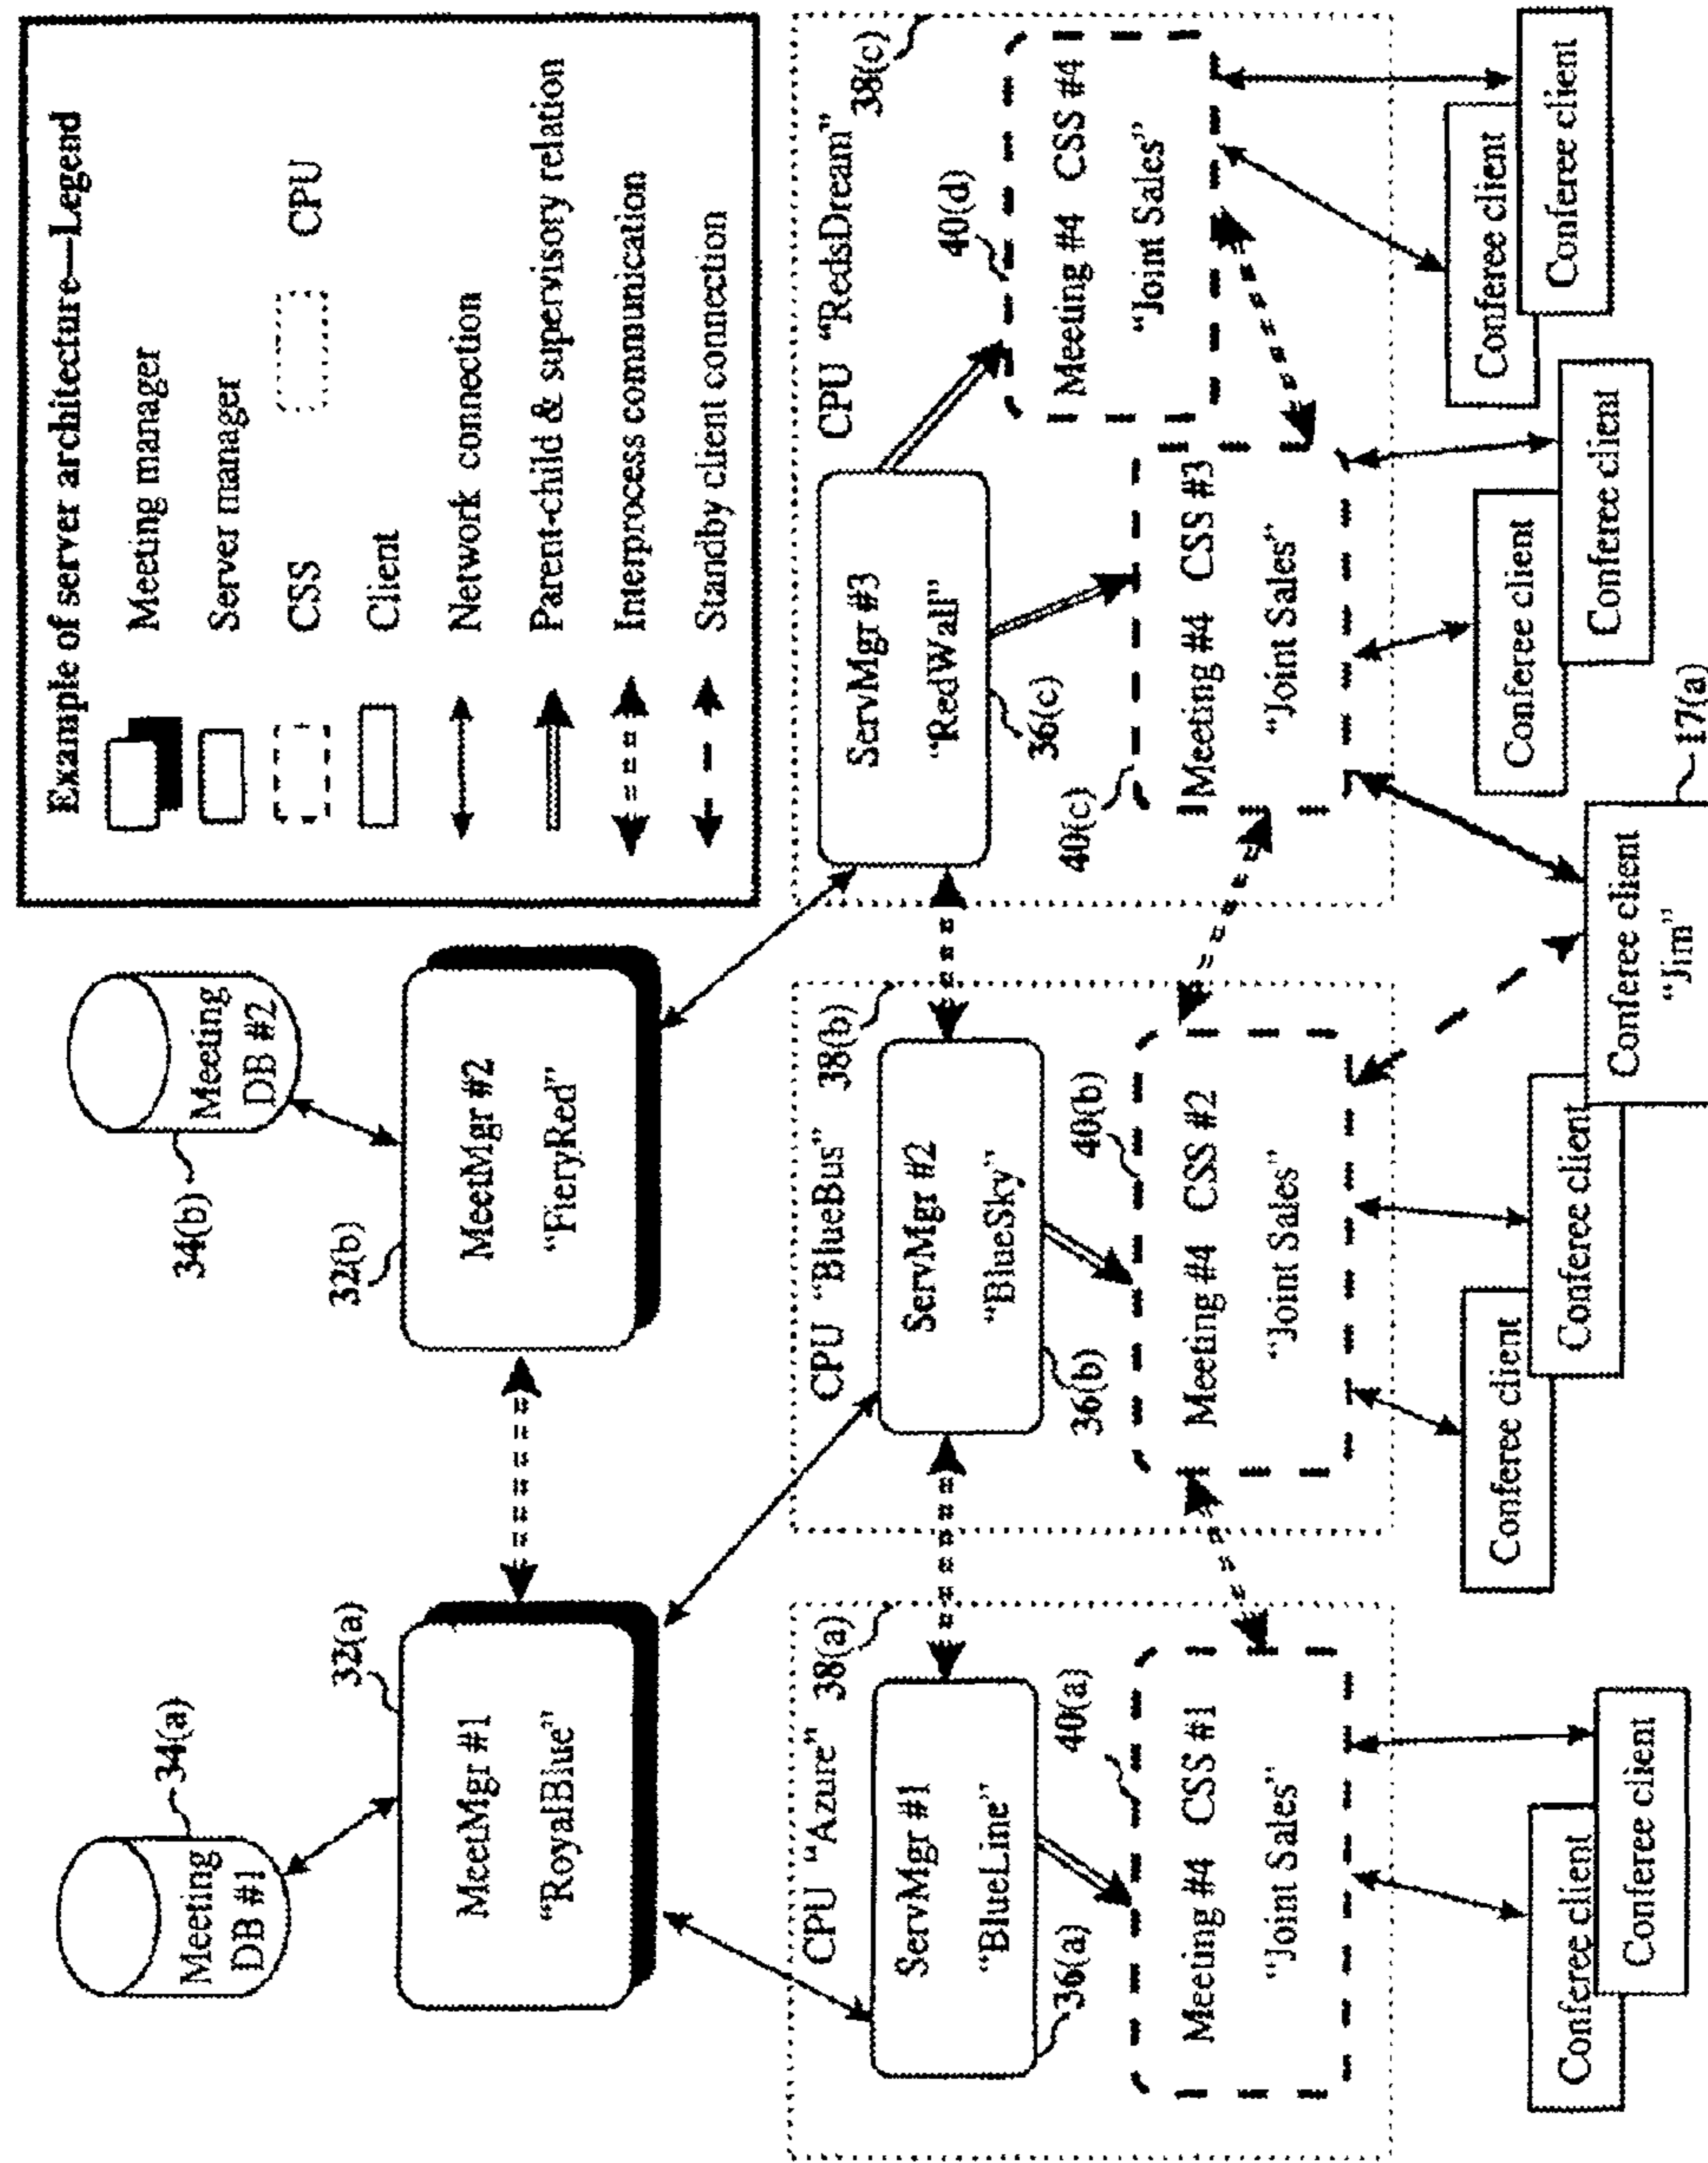 Example of server architecture—Legend
Meeting manager
Server manager
CSS
CPU
Client
Network connection
Parent-child & supervisory relation
Interprocess communication
Standby client connection
34(a)
Meeting
DB #1
34(b)
Meeting
DB #2
32(a)
MeetMgr #1
“RoyalBlue”
32(b)
MeetMgr #2
“FieryRed”
CPU “Azure” 38(a)
ServMgr #1
“BlueLine”
36(a)
40(a)
Meeting #4 CSS #1
“Joint Sales”
Conferee client
Conferee client
CPU “BlueBus” 38(b)
ServMgr #2
“BlueSky”
36(b)
40(b)
Meeting #4 CSS #2
“Joint Sales”
Conferee client
Conferee client
Conferee client
“Jim”
17(a)
CPU “RedsDream” 38(c)
ServMgr #3
“RedWall”
36(c)
40(c)
Meeting #4 CSS #3
“Joint Sales”
40(d)
Meeting #4 CSS #4
“Joint Sales”
Conferee client
Conferee client
Conferee client
Conferee client